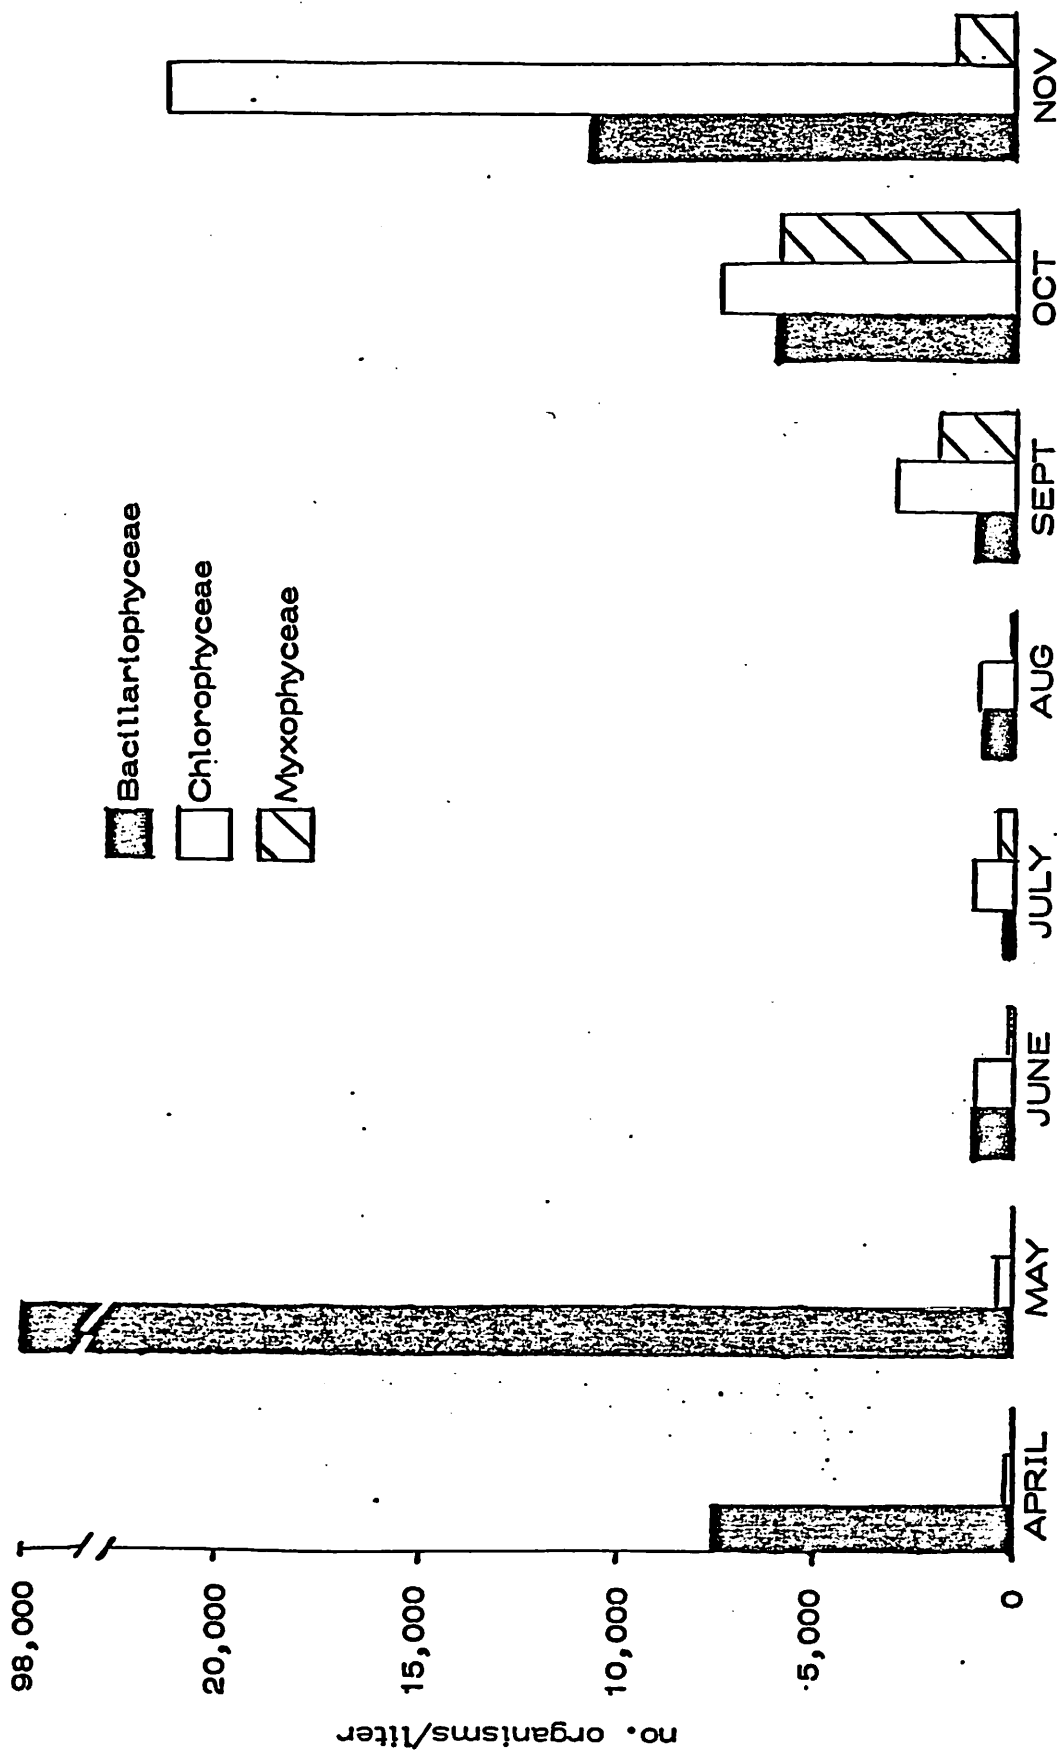 98,000
20,000
15,000
10,000
5,000
0
no. organisms/liter
Bacillariophyceae
Chlorophyceae
Myxophyceae
APRIL
MAY
JUNE
JULY
AUG
SEPT
OCT
NOV